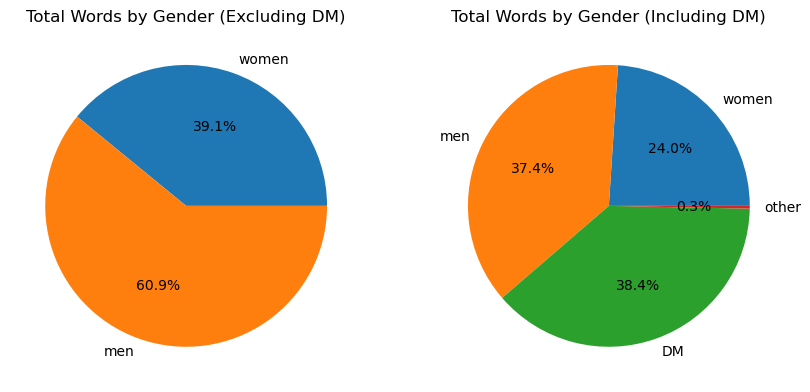 Total Words by Gender (Excluding DM)
women
39.1%
60.9%
men
Total Words by Gender (Including DM)
women
men
24.0%
37.4%
0.3%
other
38.4%
DM